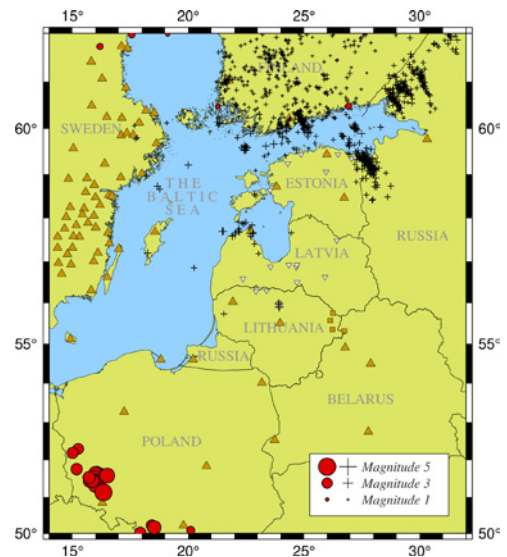 15° 20° 25° 30°
FINLAND
60° 60°
SWEDEN
THE
BALTIC
SEA
ESTONIA
RUSSIA
LATVIA
LITHUANIA
55° RUSSIA 55°
BELARUS
POLAND
Magnitude 5
Magnitude 3
Magnitude 1
50° 50°
15° 20° 25° 30°